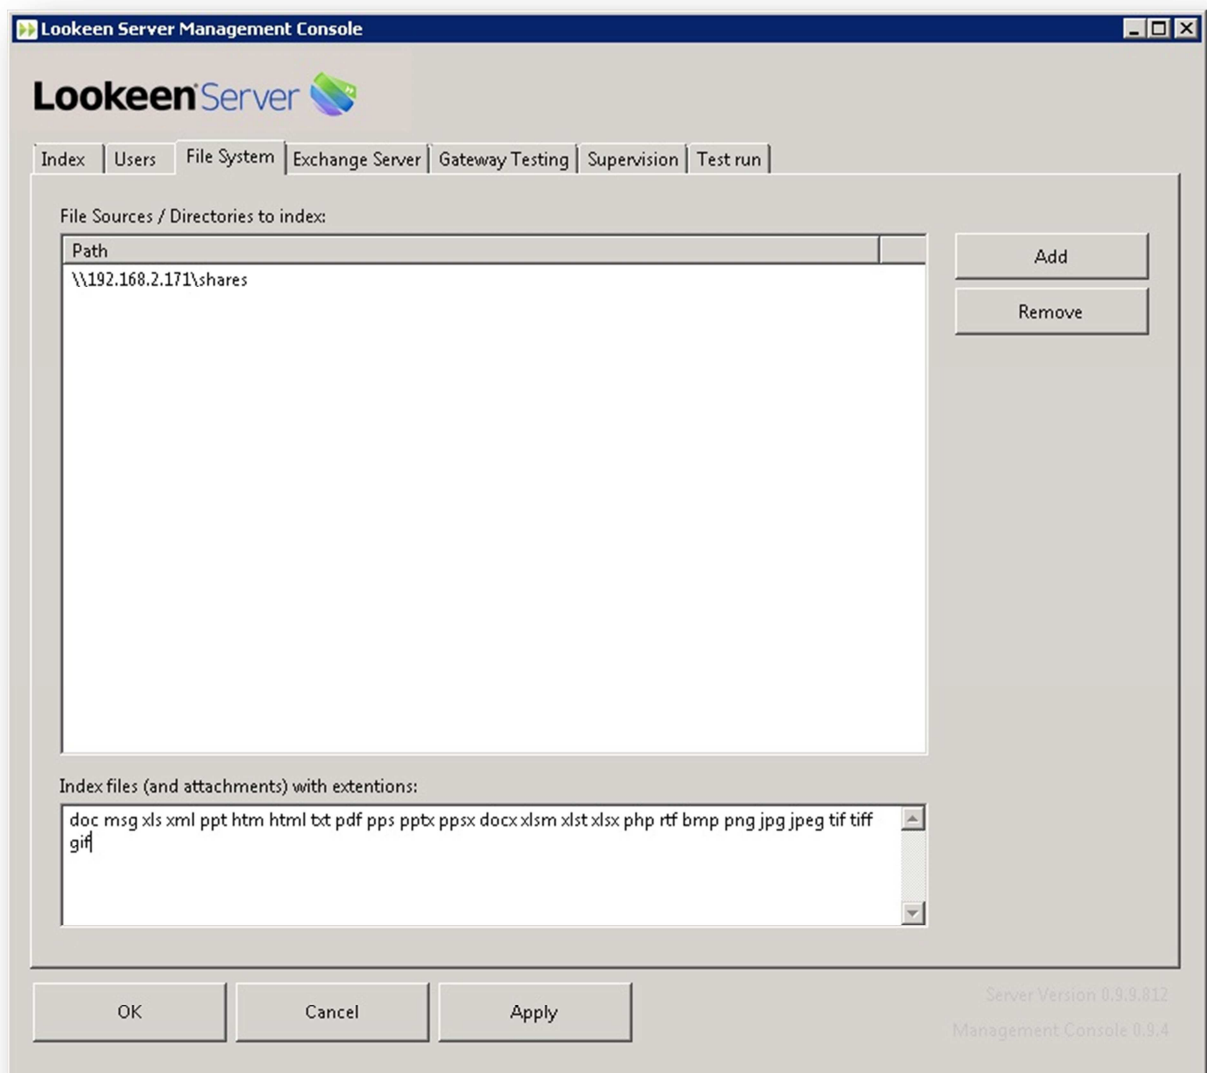 Lookeen Server Management Console
Lookeen Server
Index Users File System Exchange Server Gateway Testing Supervision Test run
File Sources / Directories to index:
Path
\\192.168.2.171\shares
Add
Remove
Index files (and attachments) with extentions:
doc msg xls xml ppt htm html txt pdf pps pptx ppsx docx xlsm xlst xlsx php rtf bmp png jpg jpeg tif tiff
gif
OK Cancel Apply
Server Version 0.9.9.812
Management Console 0.9.4